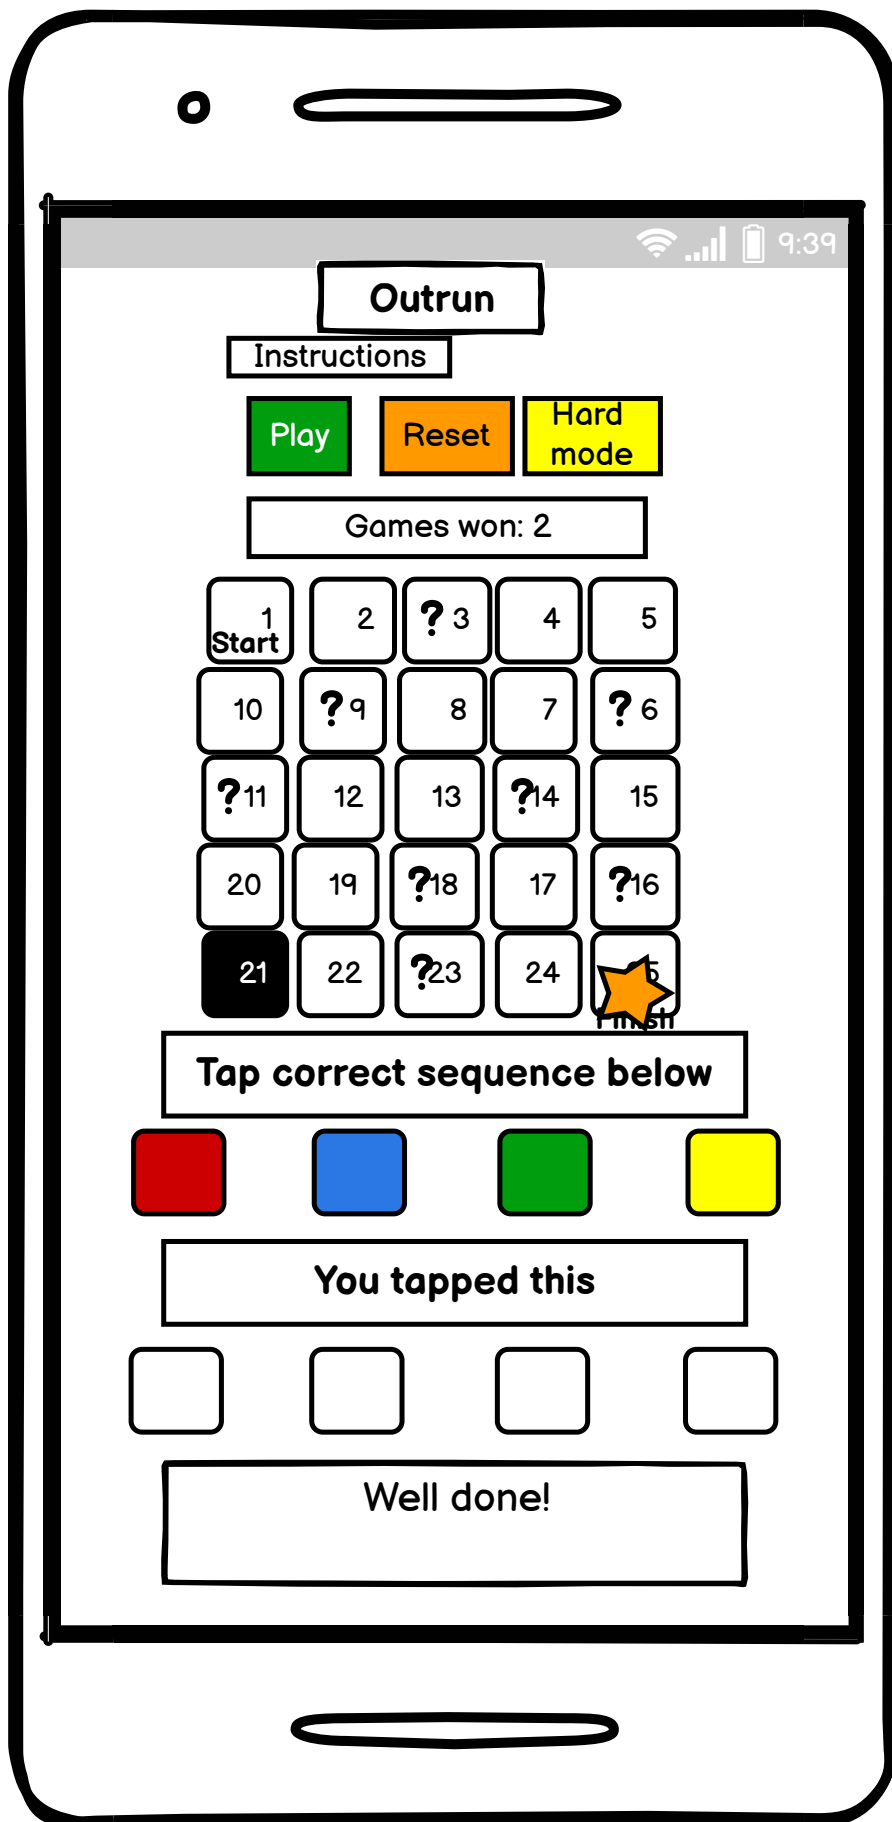 9:39
Outrun
Instructions
Play Reset Hard mode
Games won: 2
1 2 ? 3 4 5
Start
10 ? 9 8 7 ? 6
? 11 12 13 ? 14 15
20 19 ? 18 17 ? 16
21 22 ? 23 24 25
Finish
Tap correct sequence below
You tapped this
Well done!